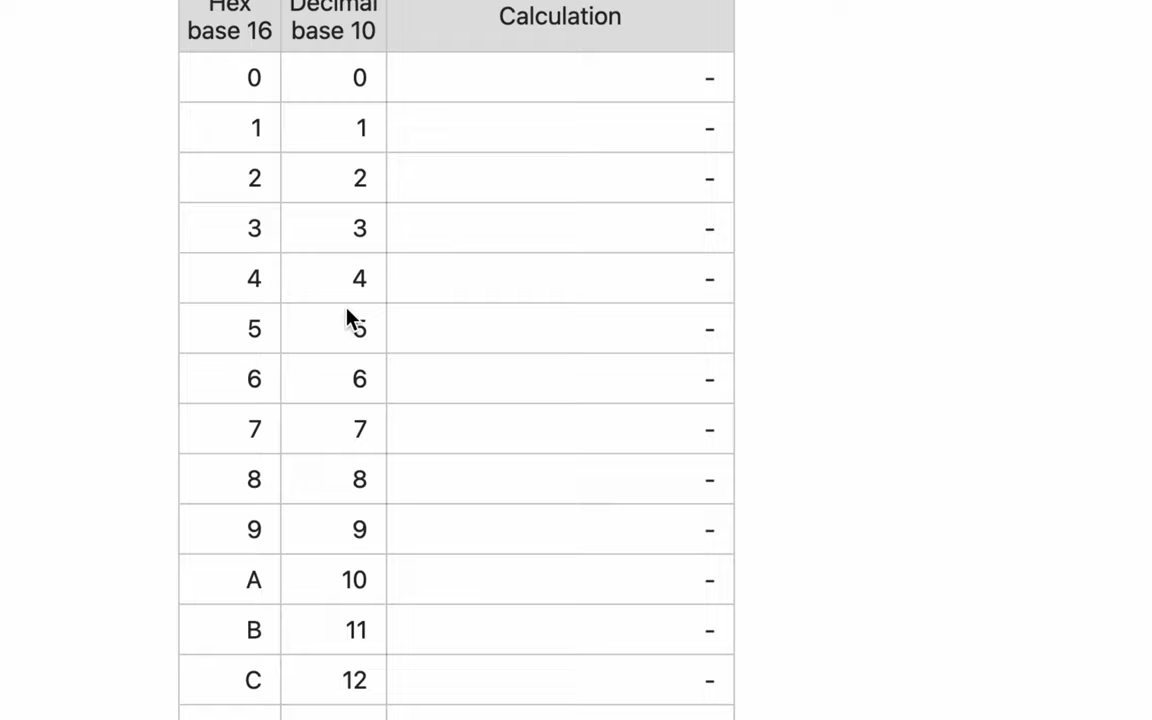 Hex Decimal Calculation
base 16 base 10
0 0 -
1 1 -
2 2 -
3 3 -
4 4 -
5 5 -
6 6 -
7 7 -
8 8 -
9 9 -
A 10 -
B 11 -
C 12 -